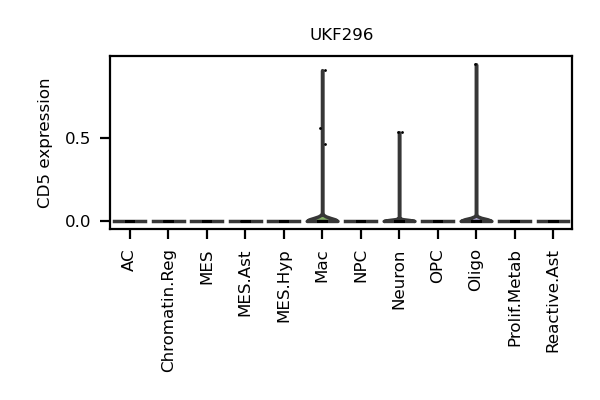 UKF296
CD5 expression
0.5
0.0
AC
Chromatin.Reg
MES
MES.Ast
MES.Hyp
Mac
NPC
Neuron
OPC
Oligo
Prolif.Metab
Reactive.Ast